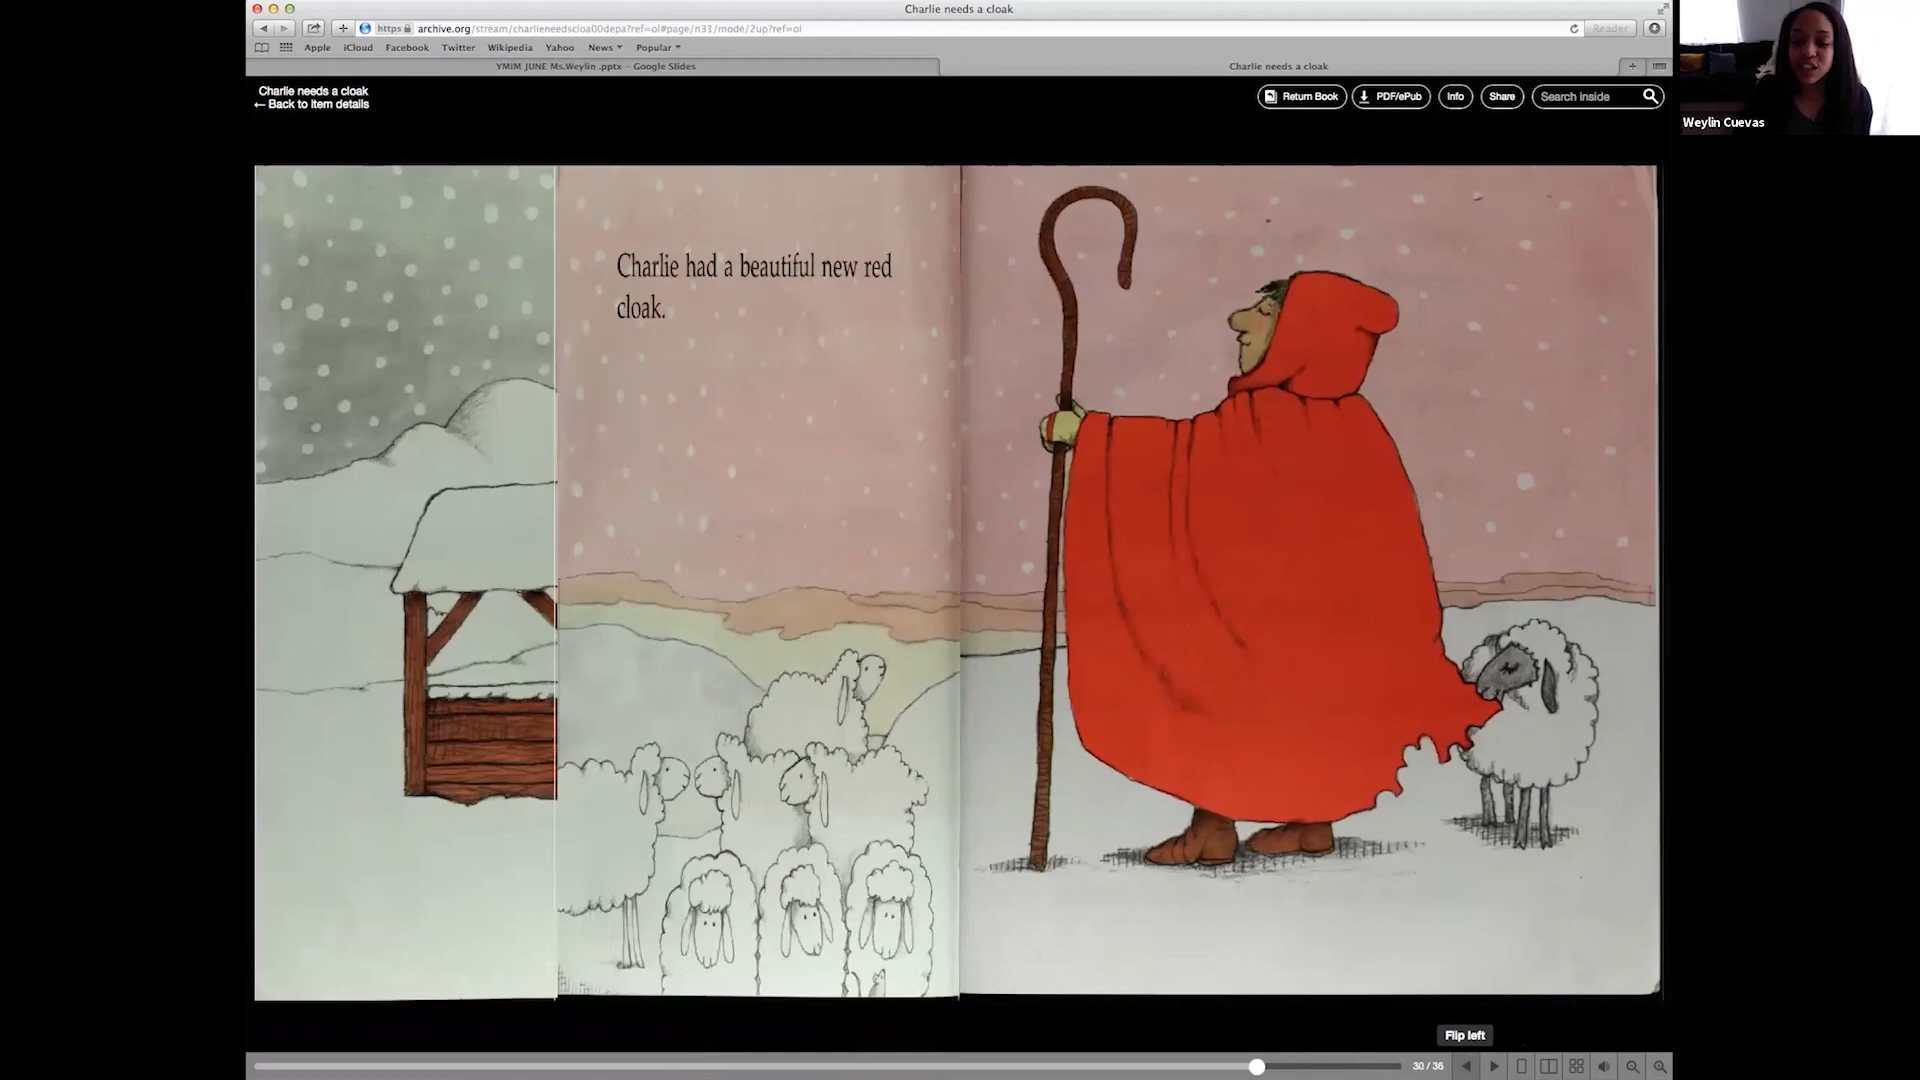 Charlie needs a cloak
https archive.org/stream/charlieneedscloa00depa?ref=ol#page/n33/mode/2up?ref=ol
Reader
Apple iCloud Facebook Twitter Wikipedia Yahoo News Popular
YMIM JUNE Ms.Weylin .pptx – Google Slides
Charlie needs a cloak
Charlie needs a cloak
← Back to item details
Return Book
PDF/ePub
Info
Share
Search inside
Weylin Cuevas
Charlie had a beautiful new red
cloak.
Flip left
30 / 36